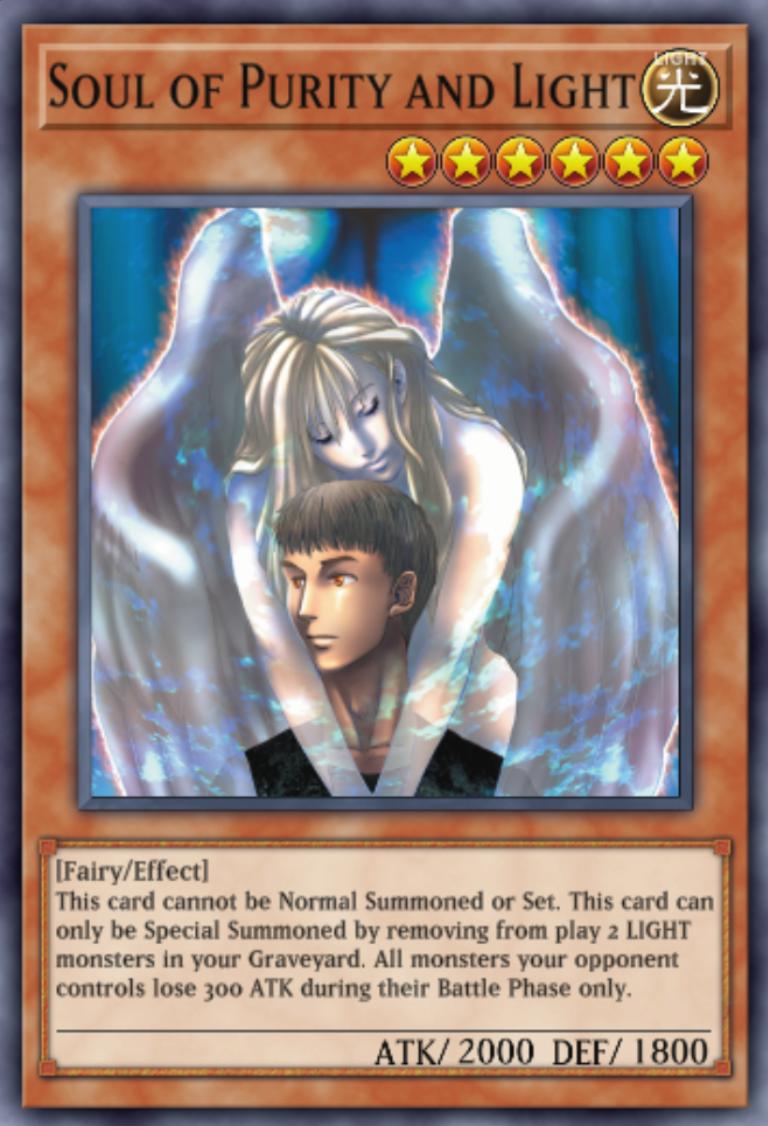 Soul of Purity and Light
LIGHT
光
[Fairy/Effect]
This card cannot be Normal Summoned or Set. This card can
only be Special Summoned by removing from play 2 LIGHT
monsters in your Graveyard. All monsters your opponent
controls lose 300 ATK during their Battle Phase only.
ATK/ 2000 DEF/ 1800